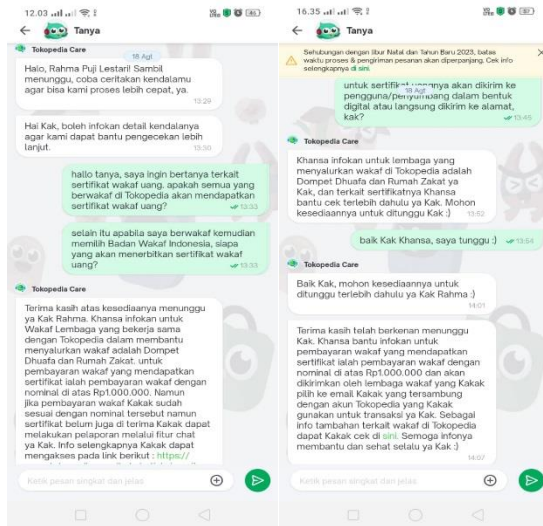 12.03
Tanya
Tokopedia Care
18 Agt
Halo, Rahma Puji Lestari! Sambil
menunggu, coba ceritakan kendalamu
agar bisa kami proses lebih cepat, ya.
13:29
Hai Kak, boleh infokan detail kendalanya
agar kami dapat bantu pengecekan lebih
lanjut.
13:30
hallo tanya, saya ingin bertanya terkait
sertifikat wakaf uang. apakah semua yang
berwakaf di Tokopedia akan mendapatkan
sertifikat wakaf uang?
13:33
selain itu apabila saya berwakaf kemudian
memilih Badan Wakaf Indonesia, siapa
yang akan menerbitkan sertifikat wakaf
uang?
13:33
Tokopedia Care
Terima kasih atas kesediaanya menunggu
ya Kak Rahma. Khansa infokan untuk
Wakaf Lembaga yang bekerja sama
dengan Tokopedia dalam membantu
menyalurkan wakaf adalah Dompet
Dhuafa dan Rumah Zakat. untuk
pembayaran wakaf yang mendapatkan
sertifikat ialah pembayaran wakaf dengan
nominal di atas Rp1.000.000. Namun
jika pembayaran wakaf Kakak sudah
sesuai dengan nominal tersebut namun
sertifikat belum juga di terima Kakak dapat
melakukan pelaporan melalui fitur chat
ya Kak. Info selengkapnya Kakak dapat
mengakses pada link berikut : https://
Ketik pesan singkat dan jelas
16.35
Tanya
Sehubungan dengan libur Natal dan Tahun Baru 2023, batas
waktu proses & pengiriman pesanan akan diperpanjang. Cek info
selengkapnya di sini.
18 Agt
untuk sertifikat uangnya akan dikirim ke
pengguna/penyumbang dalam bentuk
digital atau langsung dikirim ke alamat,
kak?
13:45
Tokopedia Care
Khansa infokan untuk lembaga yang
menyalurkan wakaf di Tokopedia adalah
Dompet Dhuafa dan Rumah Zakat ya
Kak, dan terkait sertifikatnya Khansa
bantu cek terlebih dahulu ya Kak. Mohon
kesediaannya untuk ditunggu Kak :)
13:52
baik Kak Khansa, saya tunggu :)
13:54
Tokopedia Care
Baik Kak, mohon kesediannya untuk
ditunggu terlebih dahulu ya Kak Rahma :)
14:01
Terima kasih telah berkenan menunggu
Kak. Khansa bantu infokan untuk
pembayaran wakaf yang mendapatkan
sertifikat ialah pembayaran wakaf dengan
nominal di atas Rp1.000.000 dan akan
dikirimkan oleh lembaga wakaf yang Kakak
pilih ke email Kakak yang tersambung
dengan akun Tokopedia yang Kakak
gunakan untuk transaksi ya Kak. Sebagai
info tambahan terkait wakaf di Tokopedia
dapat Kakak cek di sini. Semoga infonya
membantu dan sehat selalu ya Kak :)
14:07
Ketik pesan singkat dan jelas